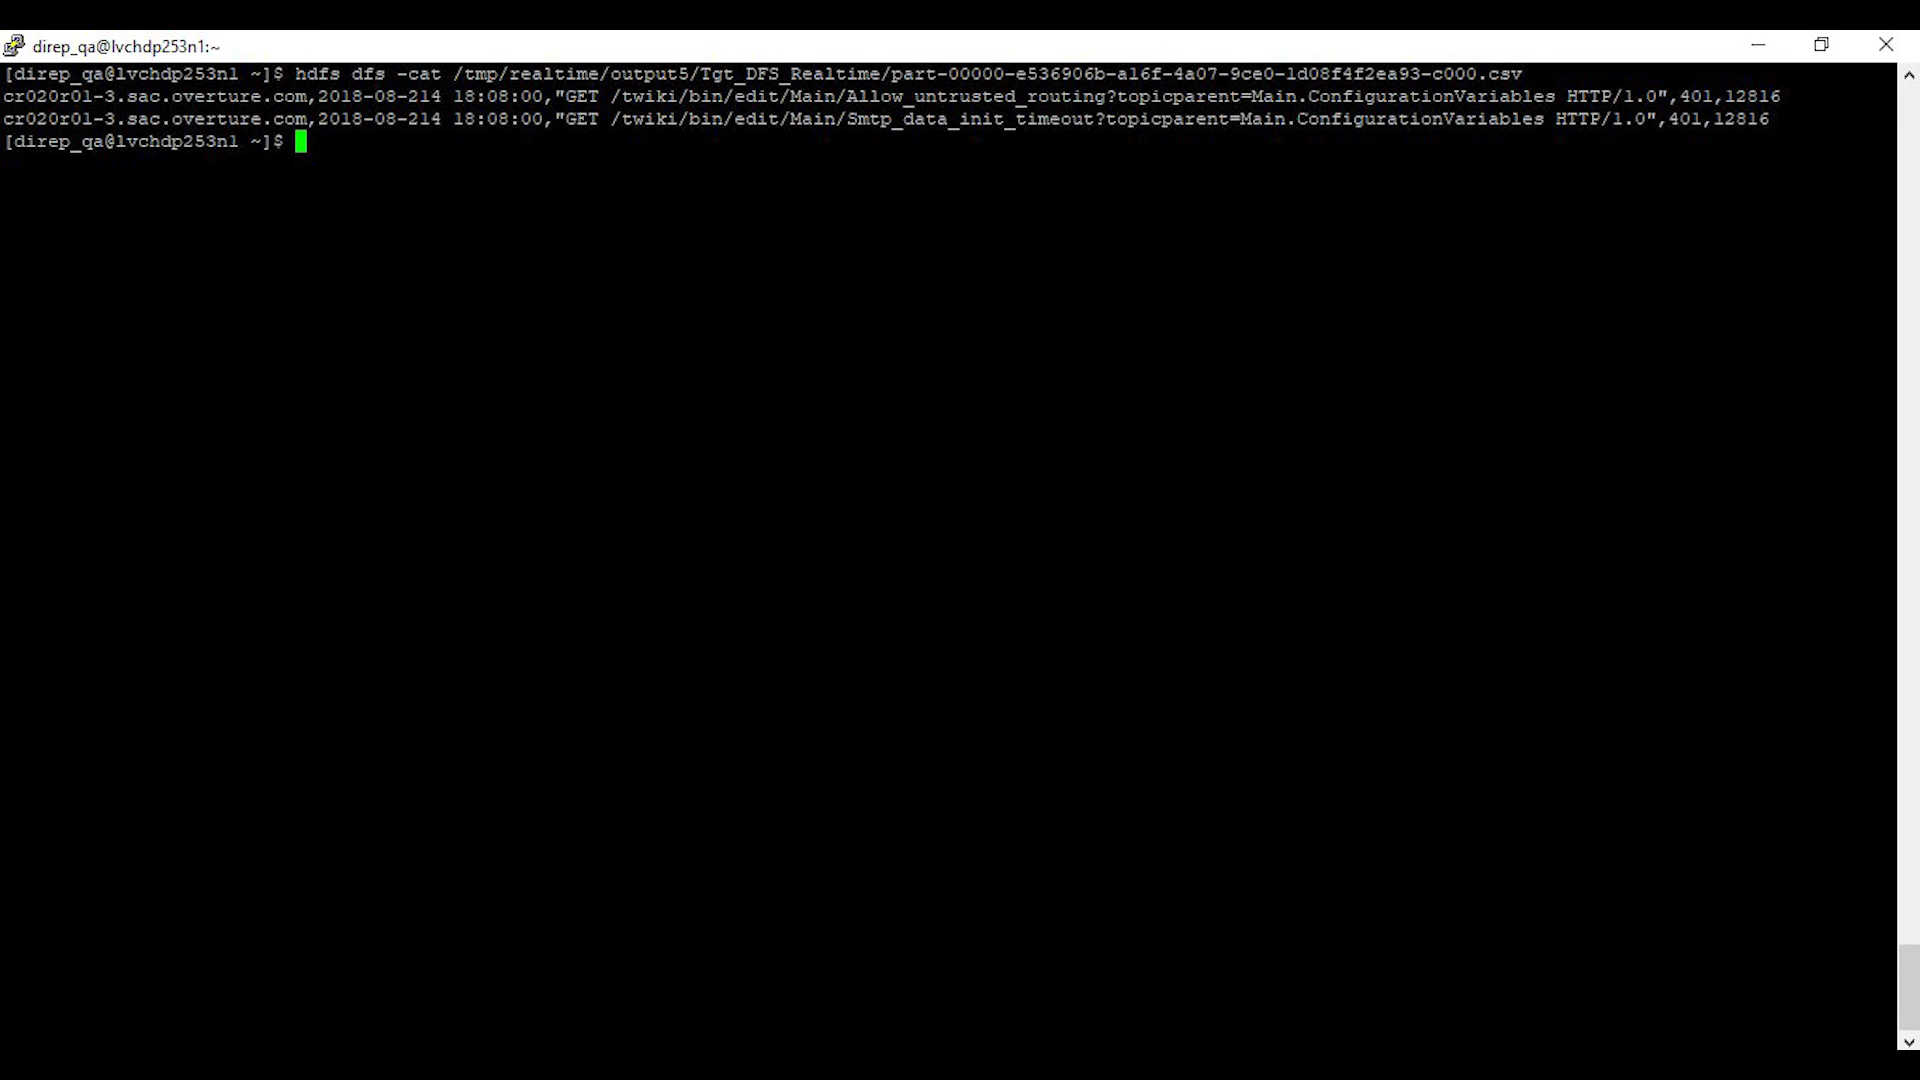 direp_qa@lvchdp253n1:~
[direp_qa@lvchdp253n1 ~]$ hdfs dfs -cat /tmp/realtime/output5/Tgt_DFS_Realtime/part-00000-e536906b-a16f-4a07-9ce0-1d08f4f2ea93-c000.csv
cr020r01-3.sac.overture.com,2018-08-214 18:08:00,"GET /twiki/bin/edit/Main/Allow_untrusted_routing?topicparent=Main.ConfigurationVariables HTTP/1.0",401,12816
cr020r01-3.sac.overture.com,2018-08-214 18:08:00,"GET /twiki/bin/edit/Main/Smtp_data_init_timeout?topicparent=Main.ConfigurationVariables HTTP/1.0",401,12816
[direp_qa@lvchdp253n1 ~]$